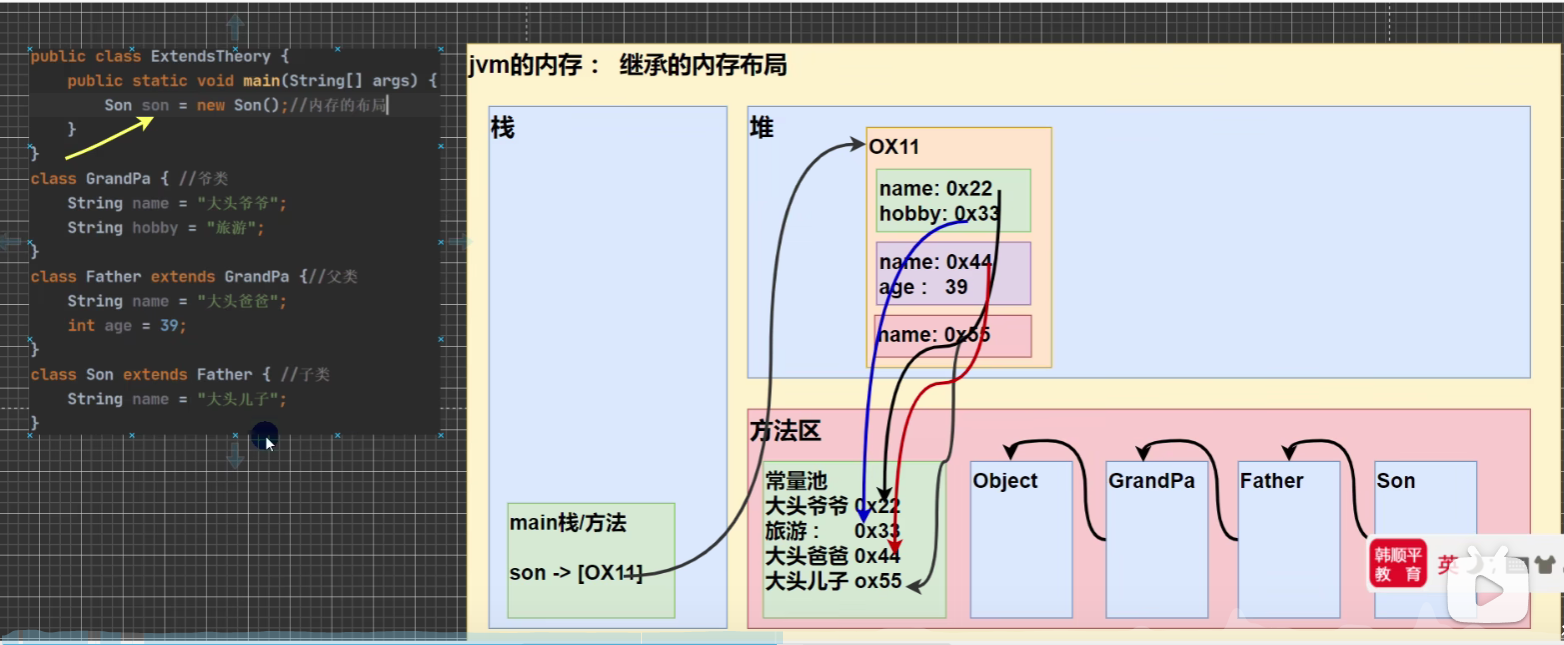 public class ExtendsTheory {
public static void main(String[] args) {
Son son = new Son();//内存的布局
}
}
class GrandPa { //爷类
String name = "大头爷爷";
String hobby = "旅游";
}
class Father extends GrandPa {//父类
String name = "大头爸爸";
int age = 39;
}
class Son extends Father { //子类
String name = "大头儿子";
}
jvm的内存： 继承的内存布局
栈
main栈/方法
son -> [OX11]
堆
OX11
name: 0x22
hobby: 0x33
name: 0x44
age： 39
name: 0x55
方法区
常量池
大头爷爷 0x22
旅游： 0x33
大头爸爸 0x44
大头儿子 ox55
Object
GrandPa
Father
Son
韩顺平
教 育
英